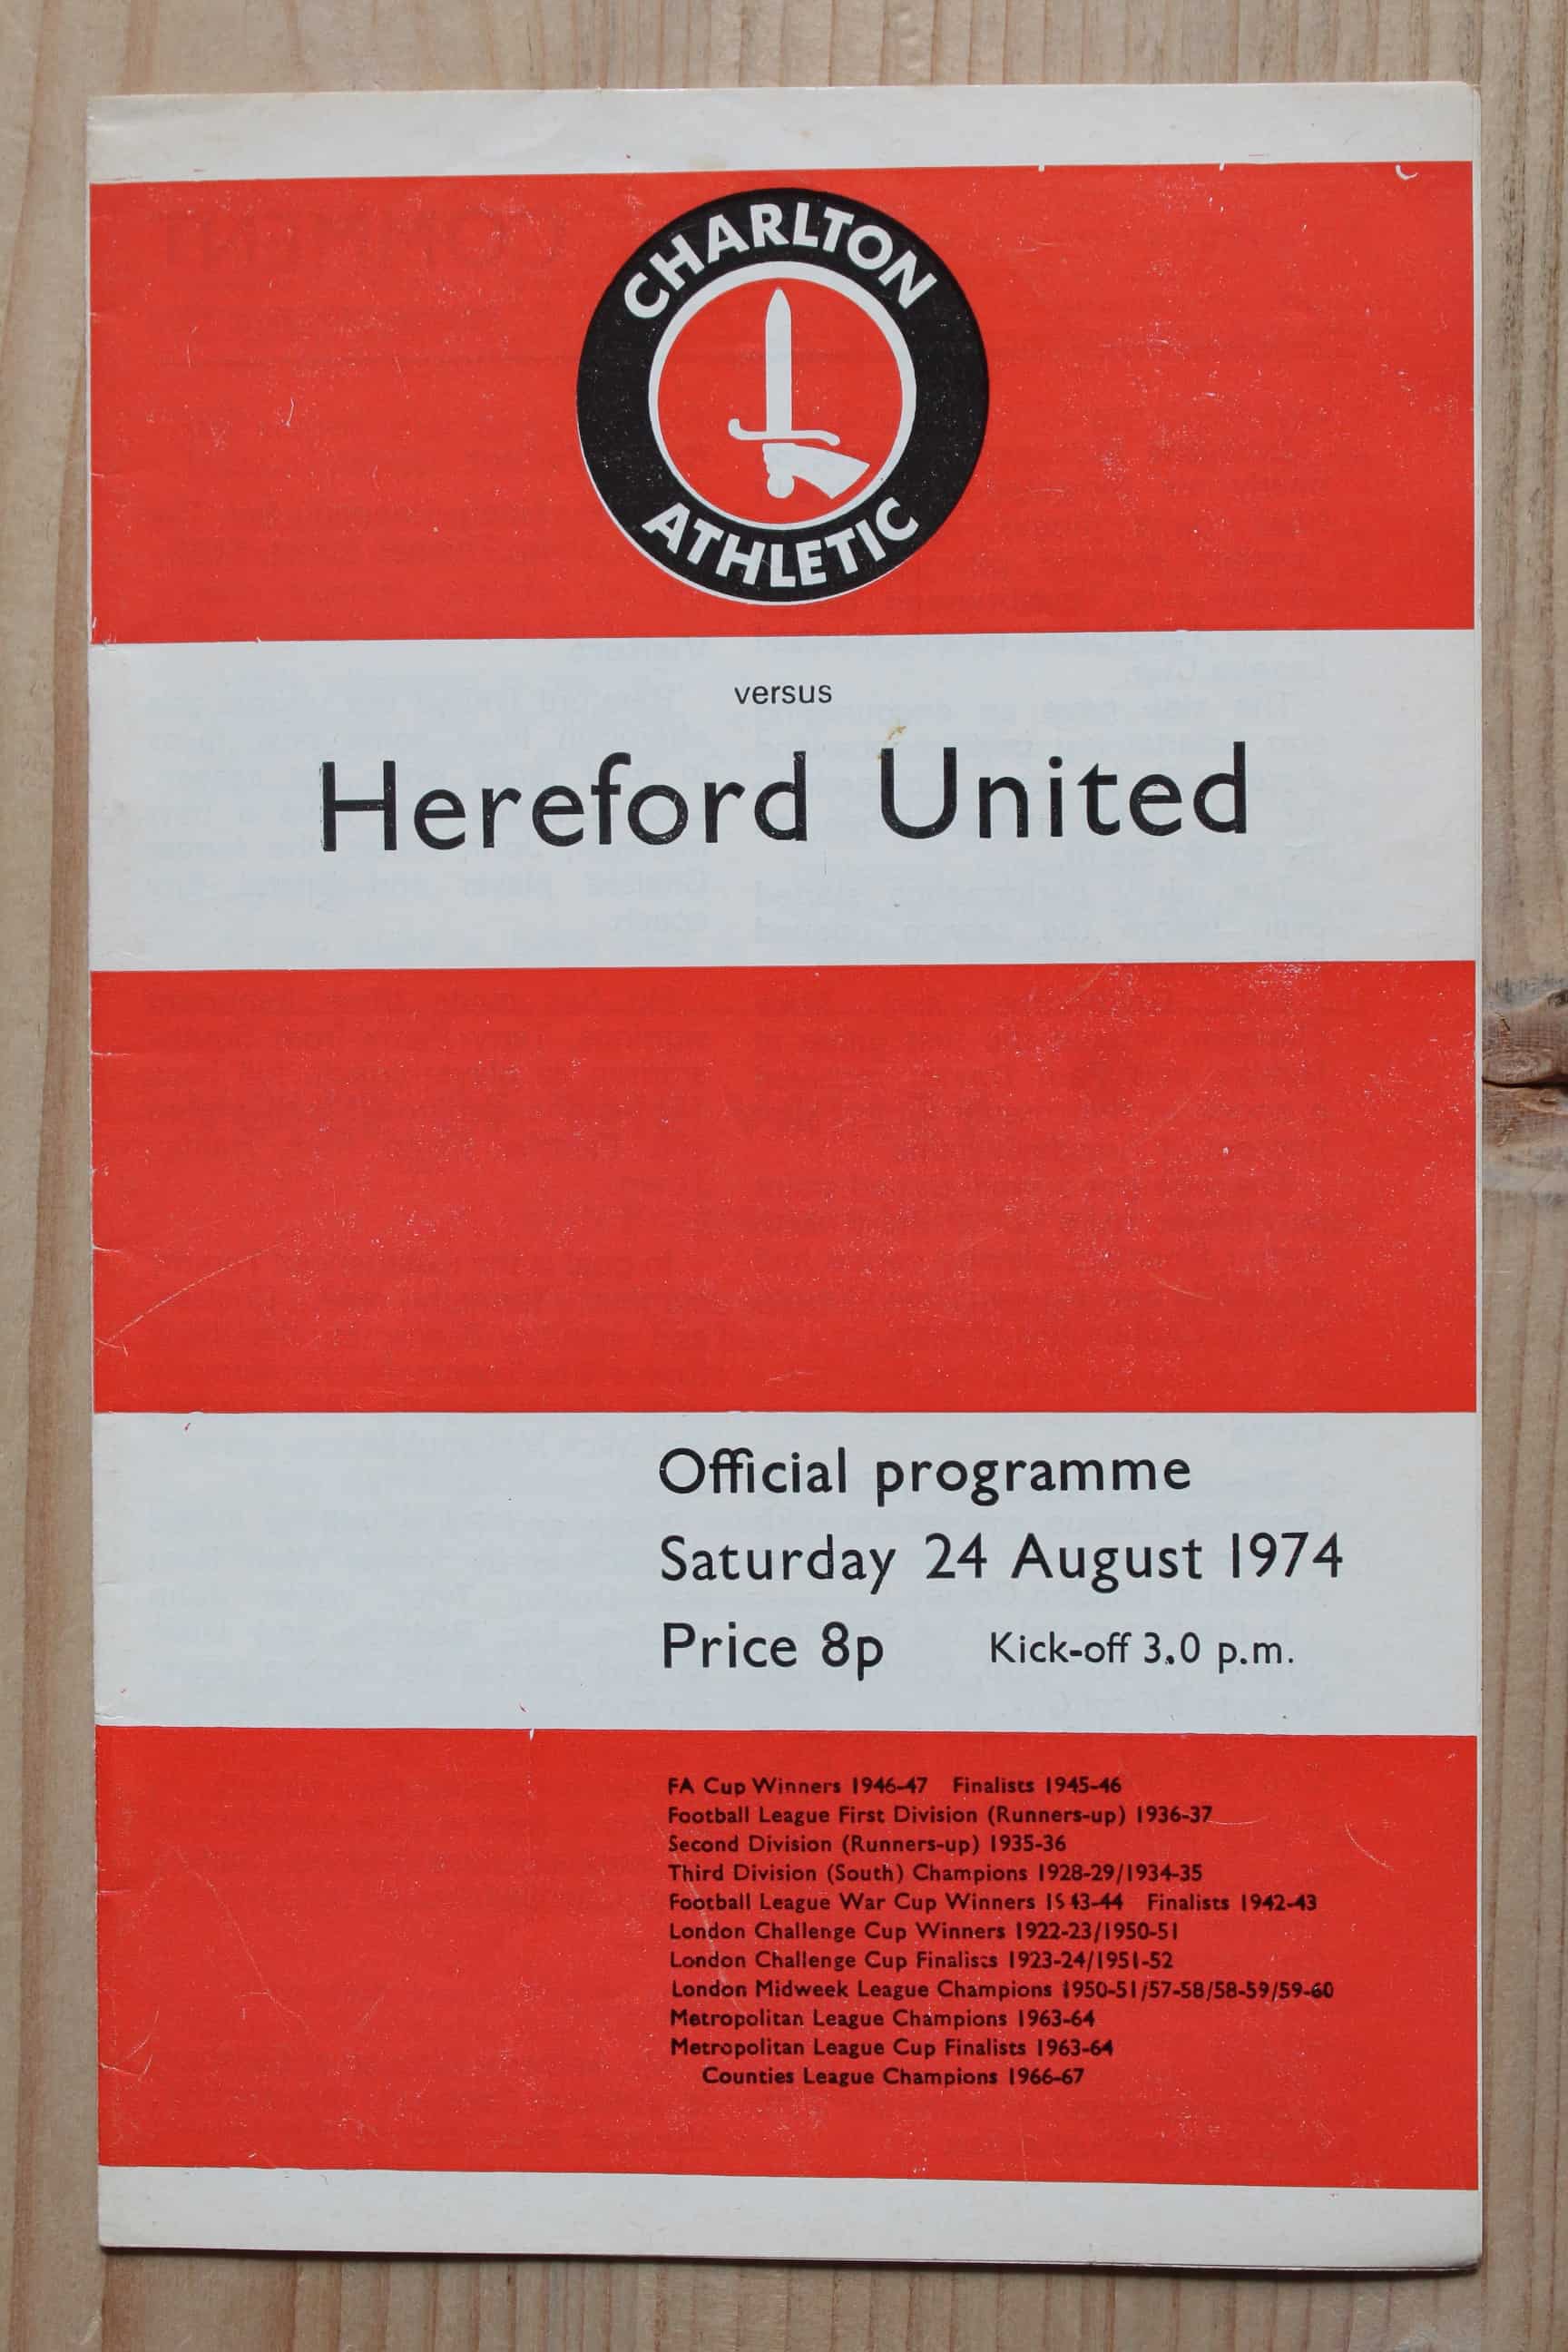 CHARLTON
ATHLETIC
versus
Hereford United
Official programme
Saturday 24 August 1974
Price 8p Kick-off 3.0 p.m.
FA Cup Winners 1946-47 Finalists 1945-46
Football League First Division (Runners-up) 1936-37
Second Division (Runners-up) 1935-36
Third Division (South) Champions 1928-29/1934-35
Football League War Cup Winners 1943-44 Finalists 1942-43
London Challenge Cup Winners 1922-23/1950-51
London Challenge Cup Finalists 1923-24/1951-52
London Midweek League Champions 1950-51/57-58/58-59/59-60
Metropolitan League Champions 1963-64
Metropolitan League Cup Finalists 1963-64
Counties League Champions 1966-67